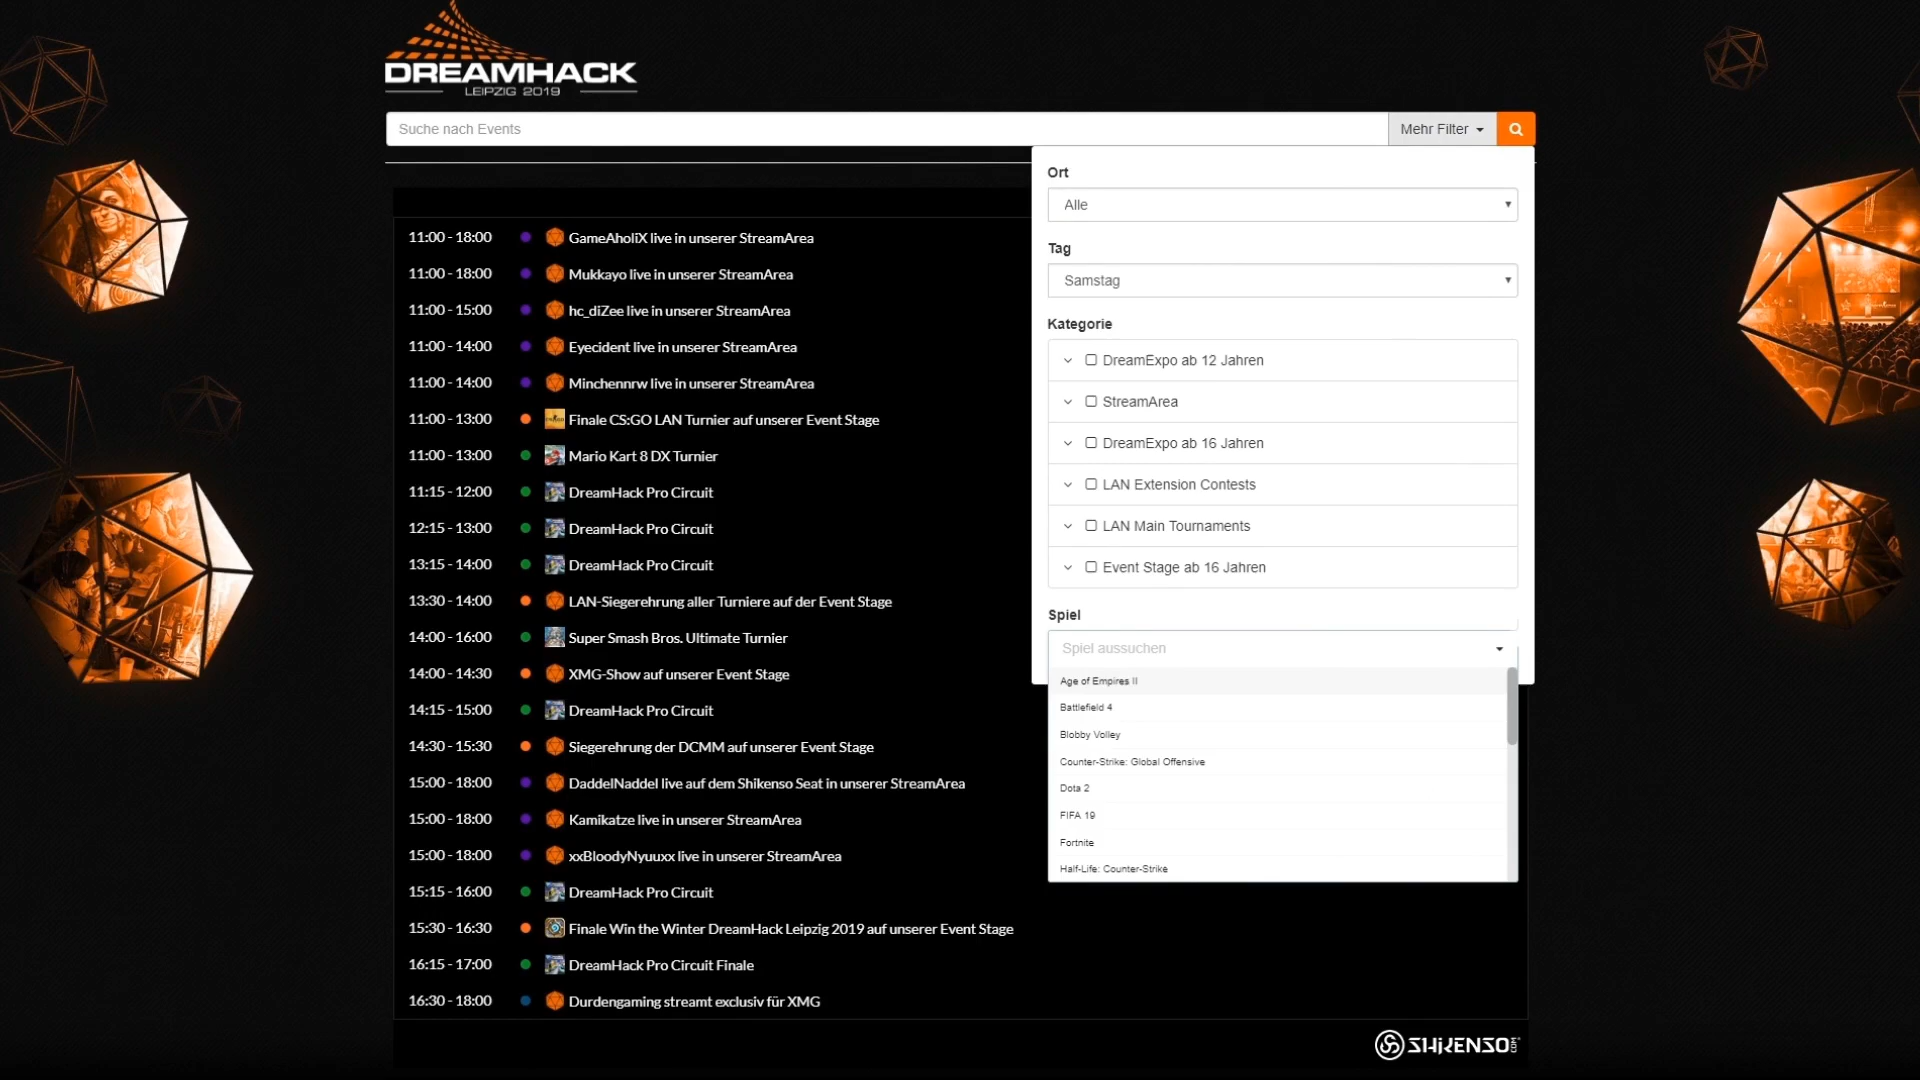 DREAMHACK
LEIPZIG 2019
Suche nach Events
Mehr Filter
Ort
Alle
Tag
Samstag
Kategorie
DreamExpo ab 12 Jahren
StreamArea
DreamExpo ab 16 Jahren
LAN Extension Contests
LAN Main Tournaments
Event Stage ab 16 Jahren
Spiel
Spiel aussuchen
Age of Empires II
Battlefield 4
Blobby Volley
Counter-Strike: Global Offensive
Dota 2
FIFA 19
Fortnite
Half-Life: Counter-Strike
11:00 - 18:00 GameAholiX live in unserer StreamArea
11:00 - 18:00 Mukkayo live in unserer StreamArea
11:00 - 15:00 hc_diZee live in unserer StreamArea
11:00 - 14:00 Eyecident live in unserer StreamArea
11:00 - 14:00 Minchennrw live in unserer StreamArea
11:00 - 13:00 Finale CS:GO LAN Turnier auf unserer Event Stage
11:00 - 13:00 Mario Kart 8 DX Turnier
11:15 - 12:00 DreamHack Pro Circuit
12:15 - 13:00 DreamHack Pro Circuit
13:15 - 14:00 DreamHack Pro Circuit
13:30 - 14:00 LAN-Siegerehrung aller Turniere auf der Event Stage
14:00 - 16:00 Super Smash Bros. Ultimate Turnier
14:00 - 14:30 XMG-Show auf unserer Event Stage
14:15 - 15:00 DreamHack Pro Circuit
14:30 - 15:30 Siegerehrung der DCMM auf unserer Event Stage
15:00 - 18:00 DaddelNaddel live auf dem Shikenso Seat in unserer StreamArea
15:00 - 18:00 Kamikatze live in unserer StreamArea
15:00 - 18:00 xxBloodyNyuuxx live in unserer StreamArea
15:15 - 16:00 DreamHack Pro Circuit
15:30 - 16:30 Finale Win the Winter DreamHack Leipzig 2019 auf unserer Event Stage
16:15 - 17:00 DreamHack Pro Circuit Finale
16:30 - 18:00 Durdengaming streamt exclusiv für XMG
SHIKENSO.COM